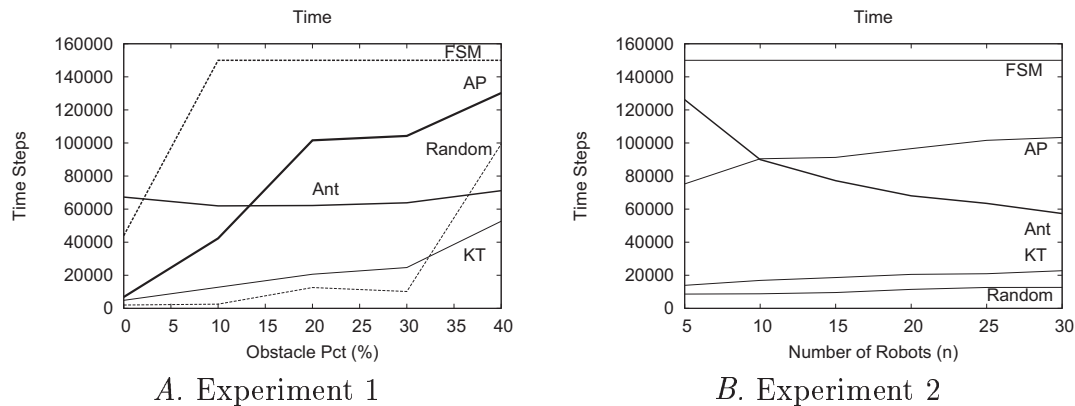 Time
160000
140000
120000
100000
80000
60000
40000
20000
0
Time Steps
0 5 10 15 20 25 30 35 40
Obstacle Pct (%)
FSM
AP
Random
Ant
KT
A. Experiment 1
Time
160000
140000
120000
100000
80000
60000
40000
20000
0
Time Steps
5 10 15 20 25 30
Number of Robots (n)
FSM
AP
Ant
KT
Random
B. Experiment 2